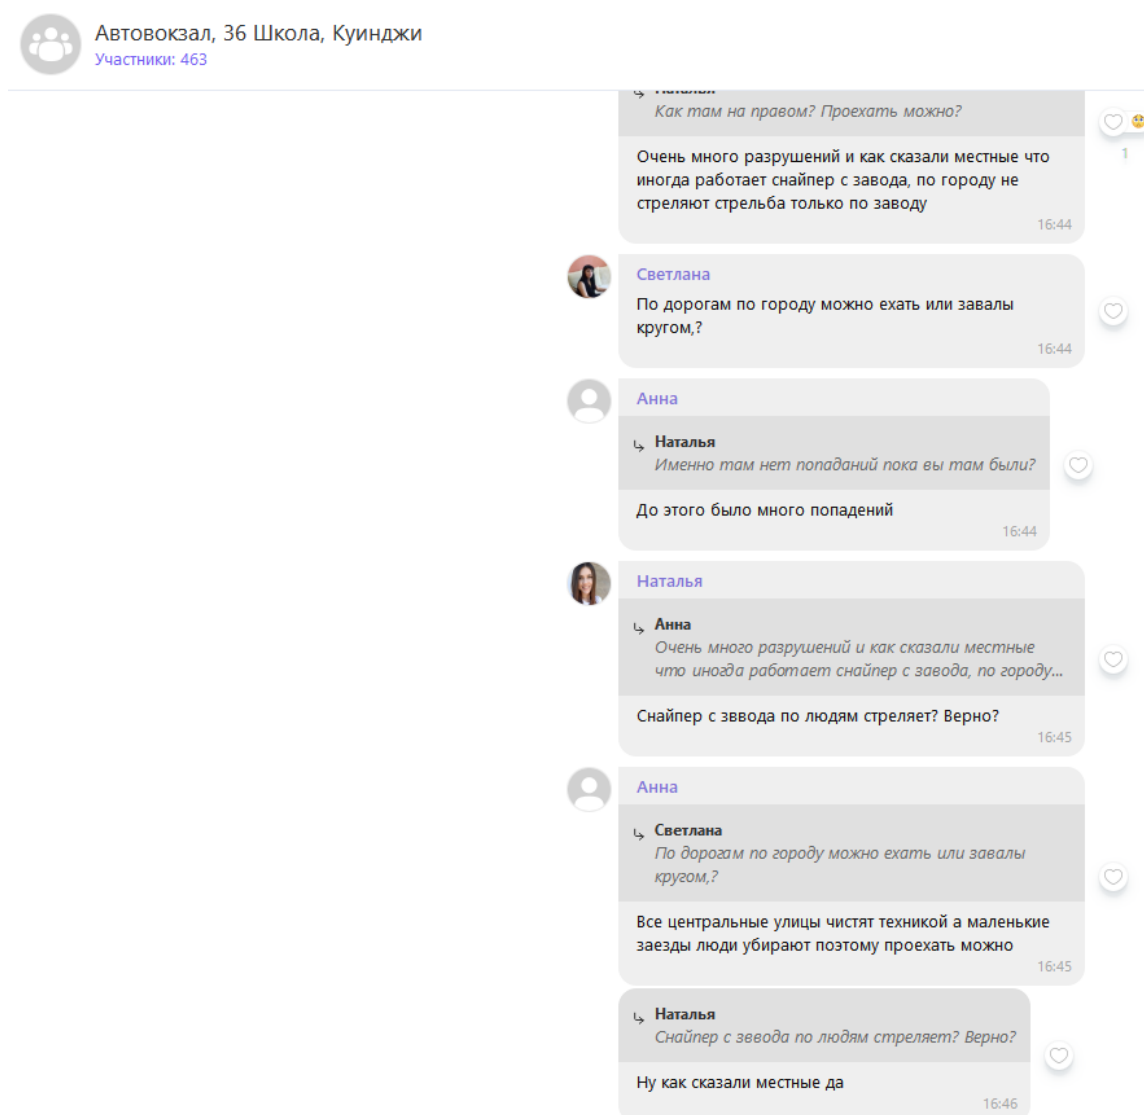 Автовокзал, 36 Школа, Куинджи
Участники: 463
Наталья
Как там на правом? Проехать можно?
Очень много разрушений и как сказали местные что
иногда работает снайпер с завода, по городу не
стреляют стрельба только по заводу
16:44
1
Светлана
По дорогам по городу можно ехать или завалы
кругом,?
16:44
Анна
Наталья
Именно там нет попаданий пока вы там были?
До этого было много попадений
16:44
Наталья
Анна
Очень много разрушений и как сказали местные
что иногда работает снайпер с завода, по городу...
Снайпер с зввода по людям стреляет? Верно?
16:45
Анна
Светлана
По дорогам по городу можно ехать или завалы
кругом,?
Все центральные улицы чистят техникой а маленькие
заезды люди убирают поэтому проехать можно
16:45
Наталья
Снайпер с зввода по людям стреляет? Верно?
Ну как сказали местные да
16:46